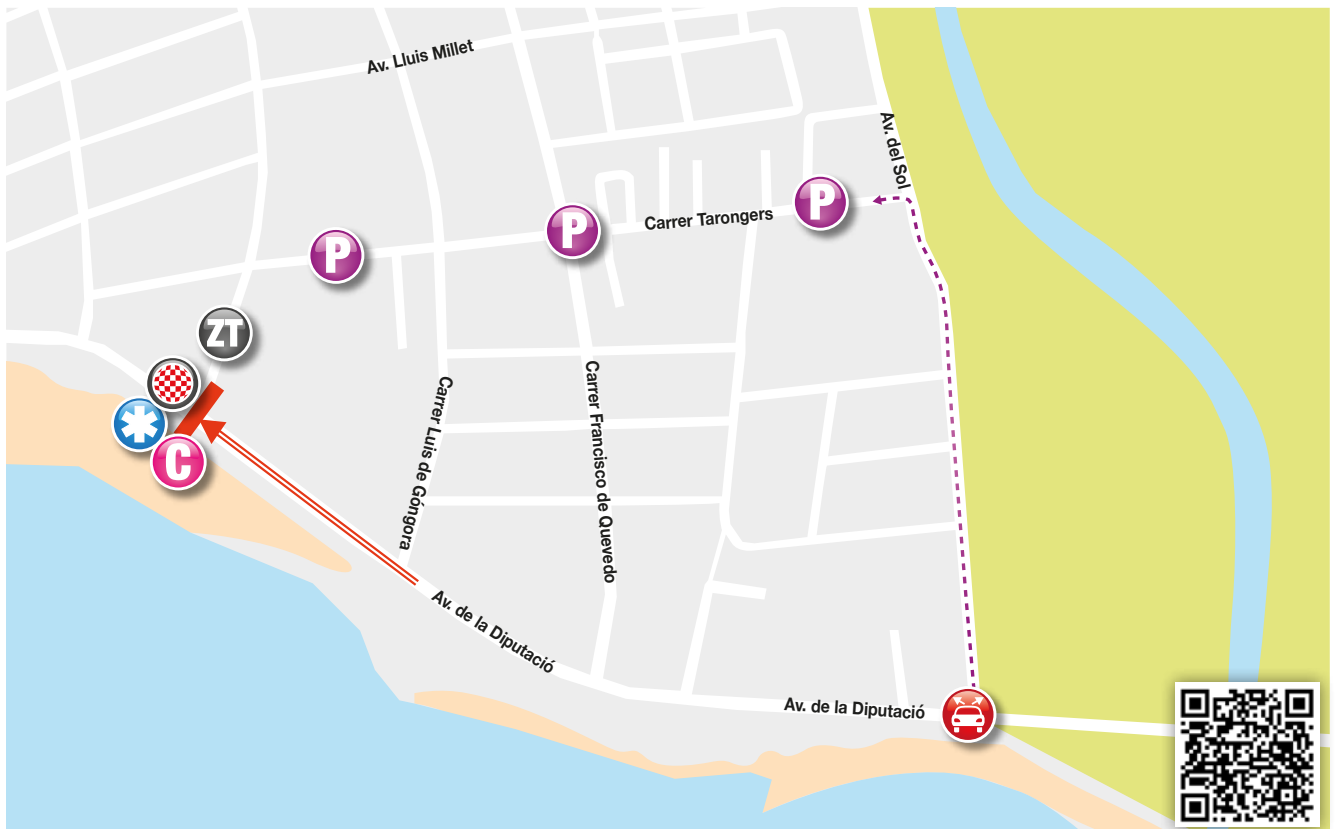 Av. Lluis Millet
Av. del Sol
P
Carrer Tarongers
P
P
ZT
C
Carrer Luis de Góngora
Carrer Francisco de Quevedo
Av. de la Diputació
Av. de la Diputació